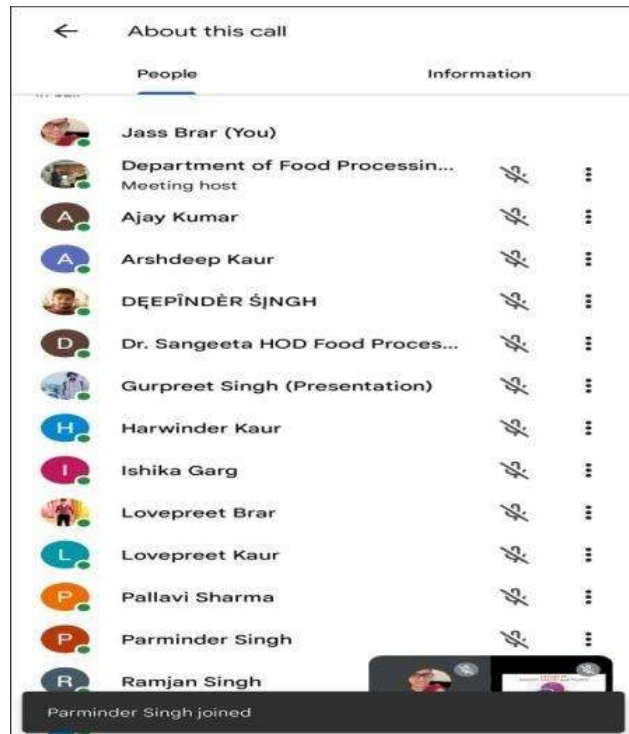 About this call
People Information
Jass Brar (You)
Department of Food Processin...
Meeting host
A Ajay Kumar
A Arshdeep Kaur
DĘEPÎNDÈR ŚĮNGH
D Dr. Sangeeta HOD Food Proces...
Gurpreet Singh (Presentation)
H Harwinder Kaur
I Ishika Garg
Lovepreet Brar
L Lovepreet Kaur
P Pallavi Sharma
P Parminder Singh
R Ramjan Singh
Parminder Singh joined